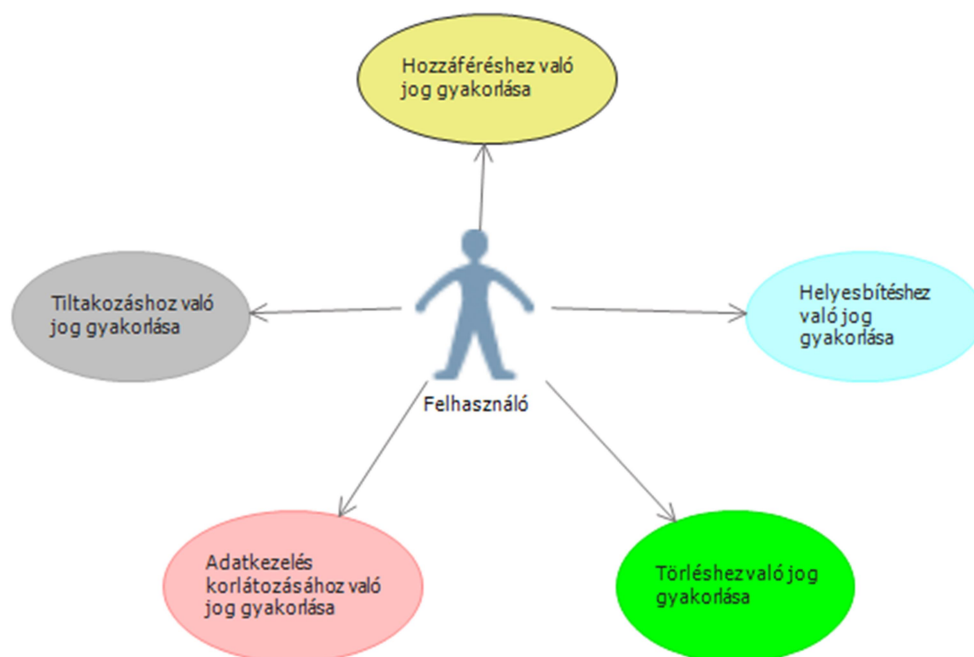 Hozzáféréshez való
jog gyakorlása
Tiltakozáshoz való
jog gyakorlása
Helyesbítéshez
való jog
gyakorlása
Felhasználó
Adatkezelés
korlátozásához való
jog gyakorlása
Törléshez való jog
gyakorlása